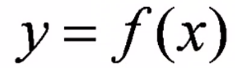 y = f(x)